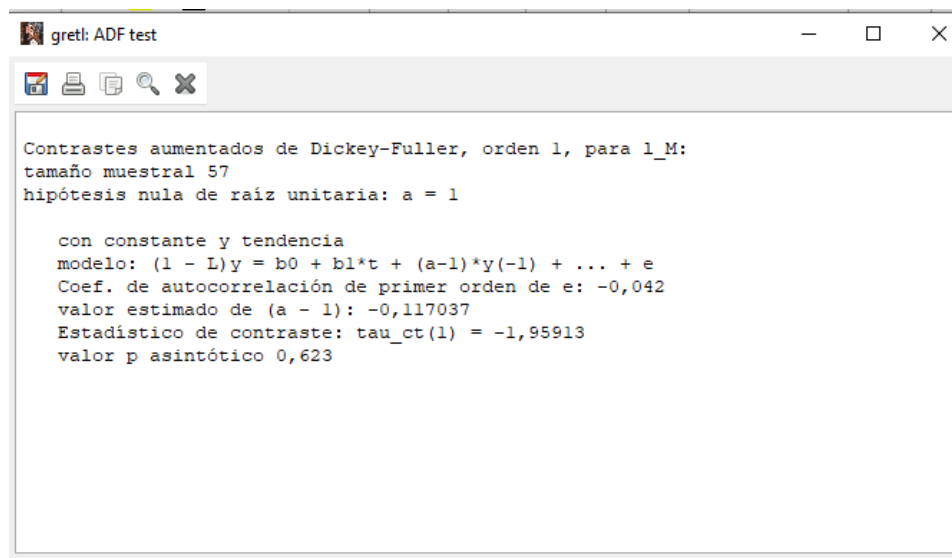 gretl: ADF test
Contrastes aumentados de Dickey-Fuller, orden 1, para l_M:
tamaño muestral 57
hipótesis nula de raíz unitaria: a = 1
con constante y tendencia
modelo: (1 - L)y = b0 + b1*t + (a-1)*y(-1) + ... + e
Coef. de autocorrelación de primer orden de e: -0,042
valor estimado de (a - 1): -0,117037
Estadístico de contraste: tau_ct(1) = -1,95913
valor p asintótico 0,623